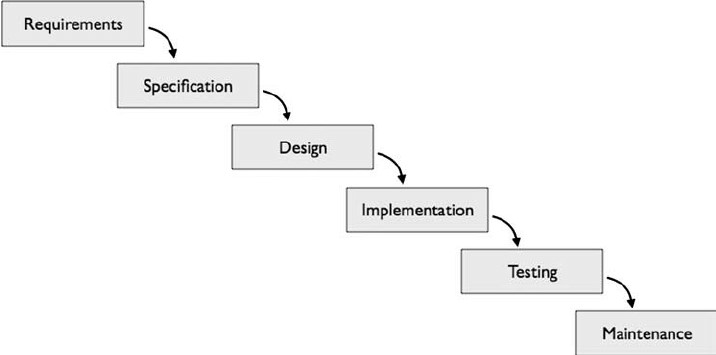 Requirements
Specification
Design
Implementation
Testing
Maintenance